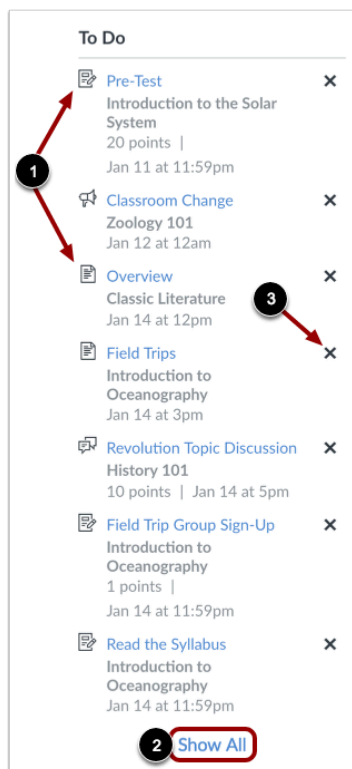 To Do
Pre-Test
Introduction to the Solar
System
20 points |
Jan 11 at 11:59pm
1
Classroom Change
Zoology 101
Jan 12 at 12am
Overview
Classic Literature
Jan 14 at 12pm
3
Field Trips
Introduction to
Oceanography
Jan 14 at 3pm
Revolution Topic Discussion
History 101
10 points | Jan 14 at 5pm
Field Trip Group Sign-Up
Introduction to
Oceanography
1 points |
Jan 14 at 11:59pm
Read the Syllabus
Introduction to
Oceanography
Jan 14 at 11:59pm
2 Show All